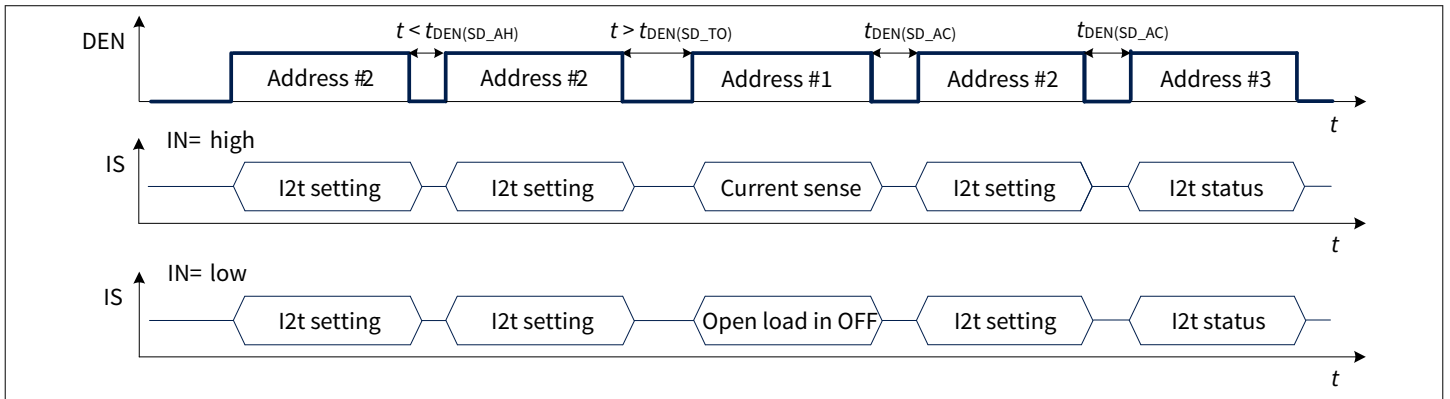 t < tDEN(SD_AH) t > tDEN(SD_TO) tDEN(SD_AC) tDEN(SD_AC)
DEN
Address #2 Address #2 Address #1 Address #2 Address #3
t
IN= high
IS
I2t setting I2t setting Current sense I2t setting I2t status
t
IN= low
IS
I2t setting I2t setting Open load in OFF I2t setting I2t status
t